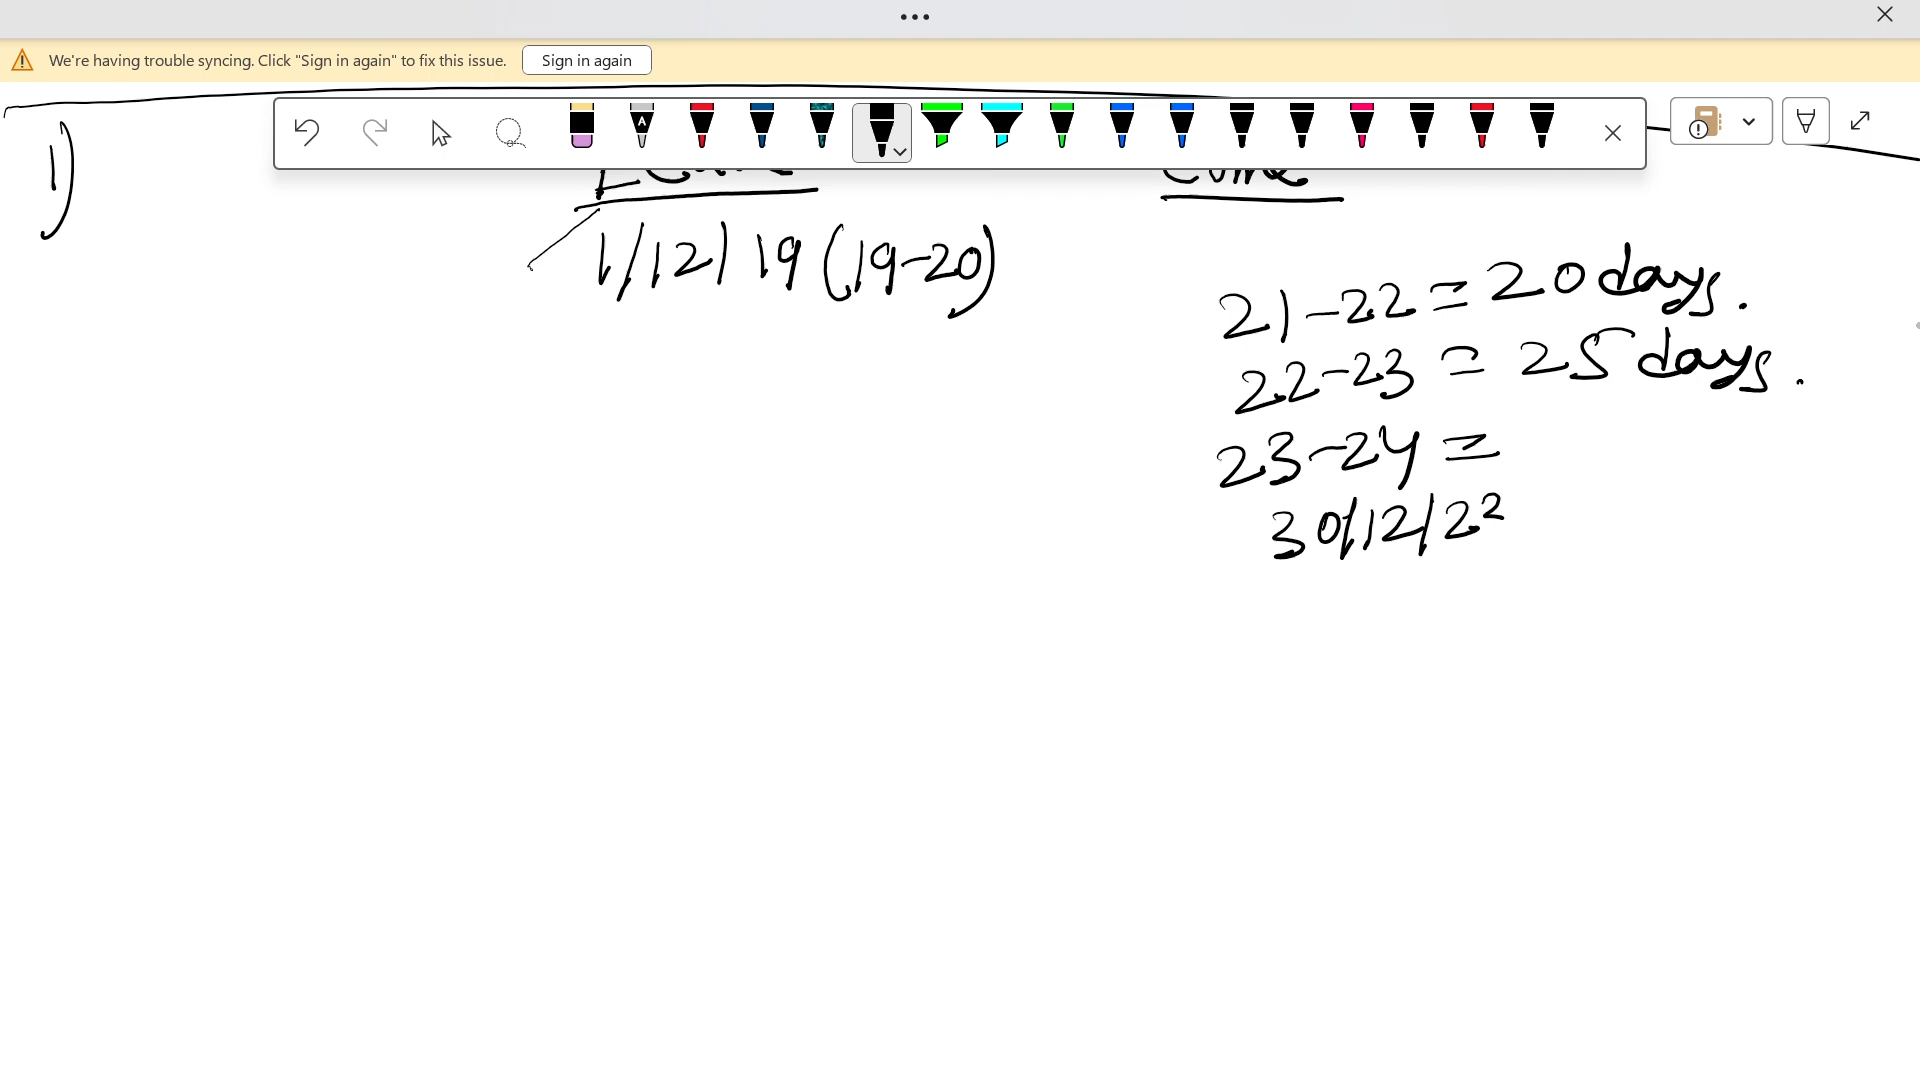 We're having trouble syncing. Click "Sign in again" to fix this issue.
Sign in again
A
1)
1/12/19 (19-20)
21-22 = 20 days.
22-23 = 25 days.
23-24 =
30/12/22